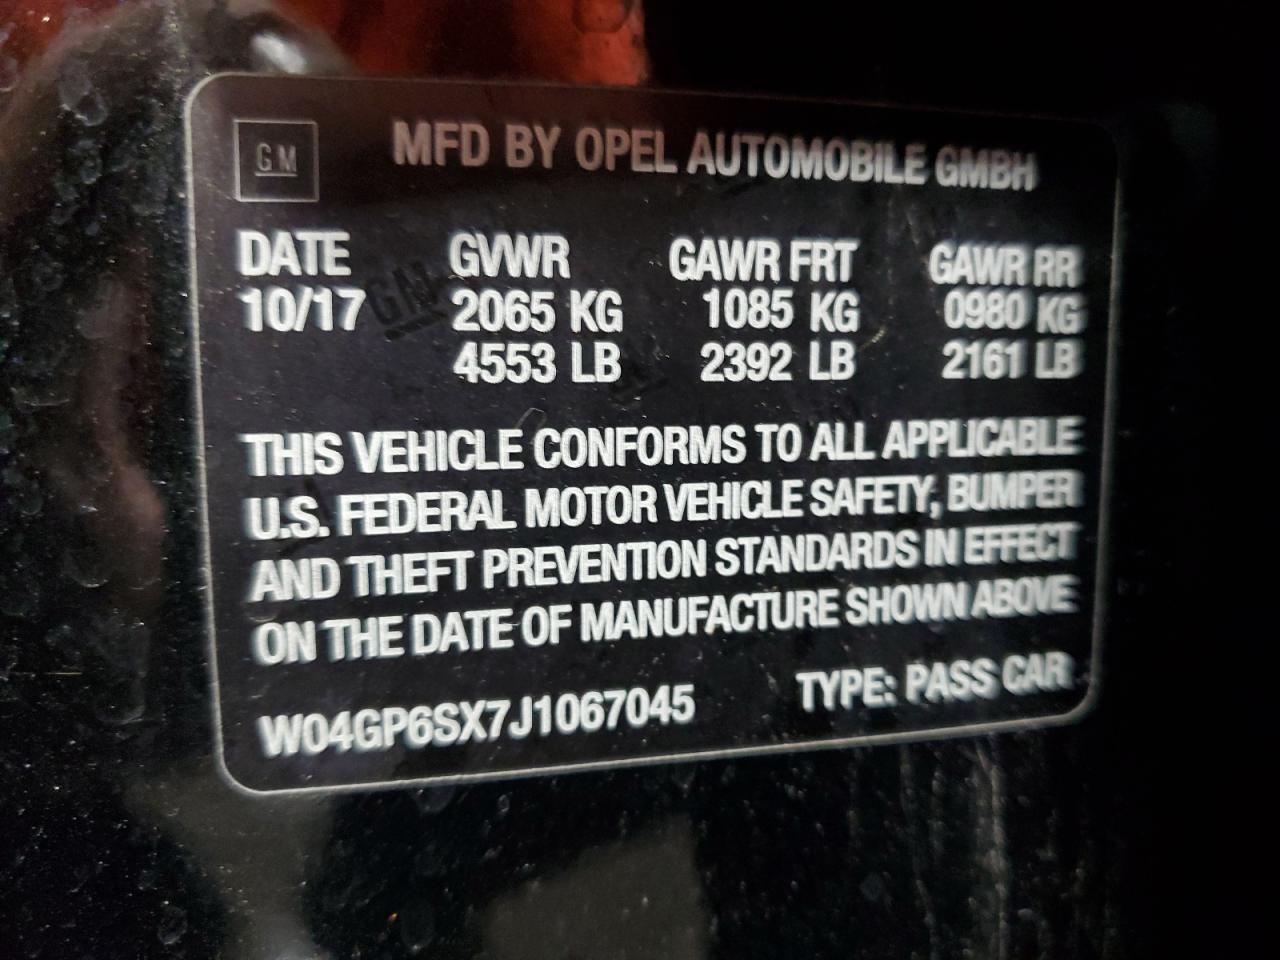 GM MFD BY OPEL AUTOMOBILE GMBH
DATE GVWR GAWR FRT GAWR RR
10/17 2065 KG 1085 KG 0980 KG
4553 LB 2392 LB 2161 LB
THIS VEHICLE CONFORMS TO ALL APPLICABLE
U.S. FEDERAL MOTOR VEHICLE SAFETY, BUMPER
AND THEFT PREVENTION STANDARDS IN EFFECT
ON THE DATE OF MANUFACTURE SHOWN ABOVE
W04GP6SX7J1067045 TYPE: PASS CAR